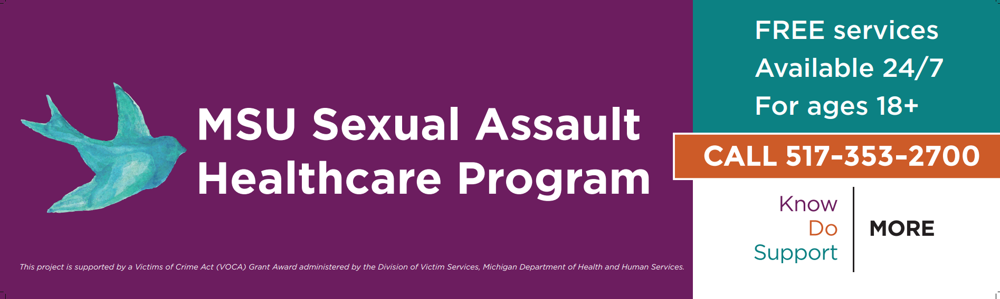 MSU Sexual Assault
Healthcare Program
This project is supported by a Victims of Crime Act (VOCA) Grant Award administered by the Division of Victim Services, Michigan Department of Health and Human Services.
FREE services
Available 24/7
For ages 18+
CALL 517-353-2700
Know
Do
Support
MORE